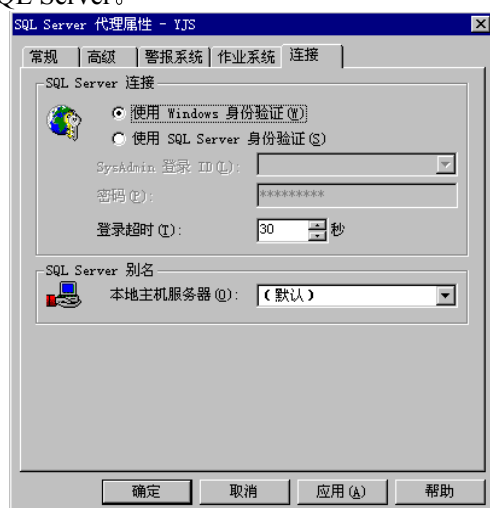 QL Server。
SQL Server 代理属性 - YJS
常规 高级 警报系统 作业系统 连接
SQL Server 连接
使用 Windows 身份验证(W)
使用 SQL Server 身份验证(S)
SysAdmin 登录 ID(L):
密码(P): *********
登录超时(T): 30 秒
SQL Server 别名
本地主机服务器(O): (默认)
确定 取消 应用(A) 帮助